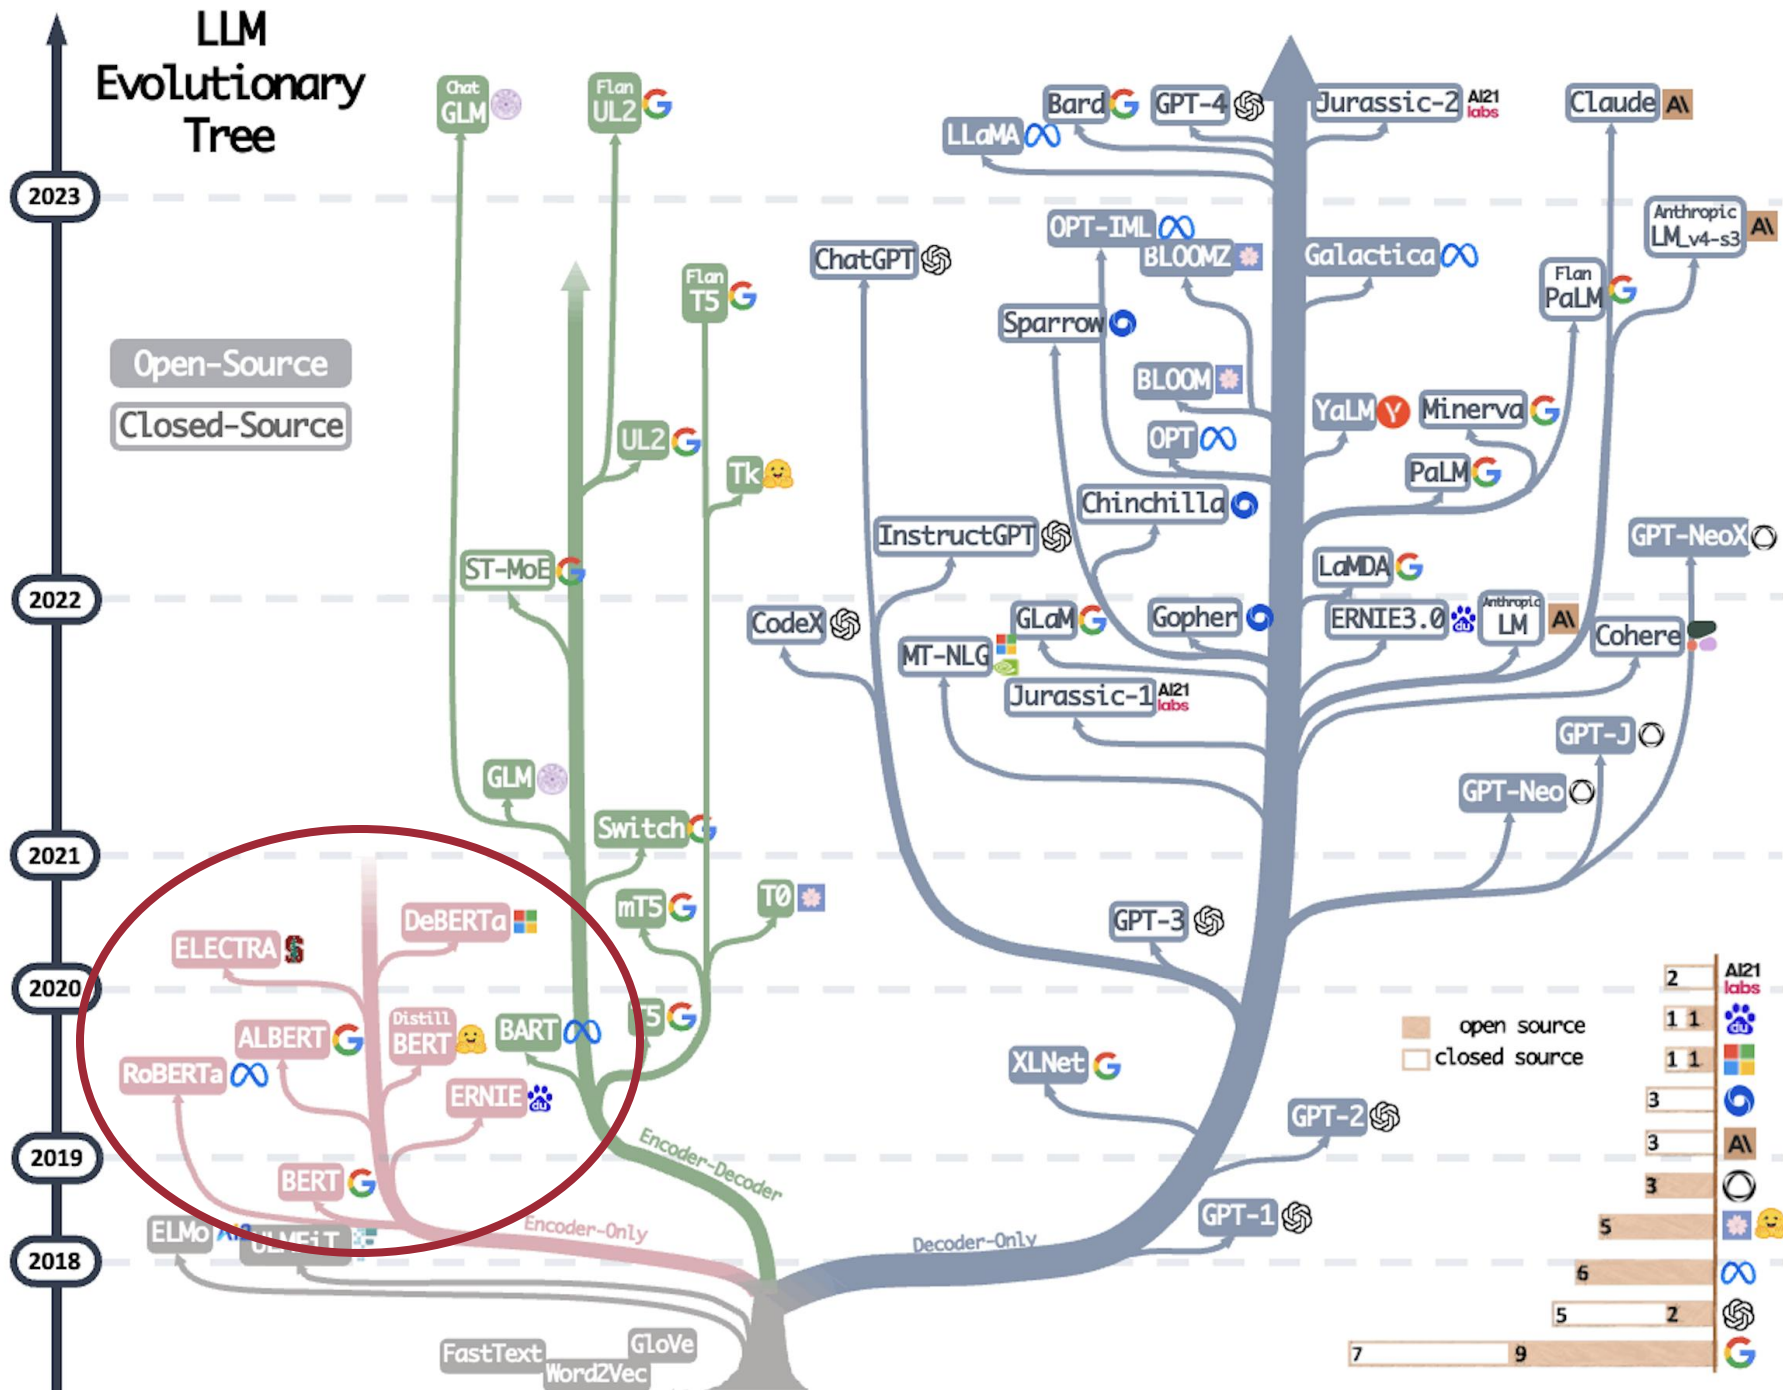 LLM
Evolutionary
Tree
2023
2022
2021
2020
2019
2018
Open-Source
Closed-Source
Chat
GLM
Flan
UL2
Flan
T5
UL2
Tk
ST-MoE
GLM
Switch
mT5
T0
T5
BART
Encoder-Decoder
DeBERTa
ELECTRA
ALBERT
Distill
BERT
RoBERTa
ERNIE
BERT
Encoder-Only
ELMo
AI2
ULMFiT
FastText
Word2Vec
GloVe
Bard
GPT-4
Jurassic-2
AI21
labs
Claude
A\
LLaMA
OPT-IML
BLOOMZ
Galactica
Anthropic
LM_v4-s3
A\
ChatGPT
Flan
PaLM
Sparrow
BLOOM
YaLM
Y
Minerva
OPT
PaLM
Chinchilla
InstructGPT
GPT-NeoX
LaMDA
CodeX
GLaM
Gopher
ERNIE3.0
du
Anthropic
LM
A\
Cohere
MT-NLG
Jurassic-1
AI21
labs
GPT-J
GPT-Neo
GPT-3
XLNet
GPT-2
GPT-1
Decoder-Only
du
open source
closed source
2
AI21
labs
1 1
du
1 1
3
3
A\
3
5
6
5 2
7 9